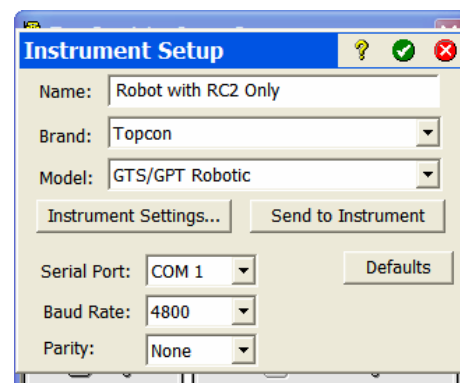 Instrument Setup
Name: Robot with RC2 Only
Brand: Topcon
Model: GTS/GPT Robotic
Instrument Settings... Send to Instrument
Serial Port: COM 1 Defaults
Baud Rate: 4800
Parity: None